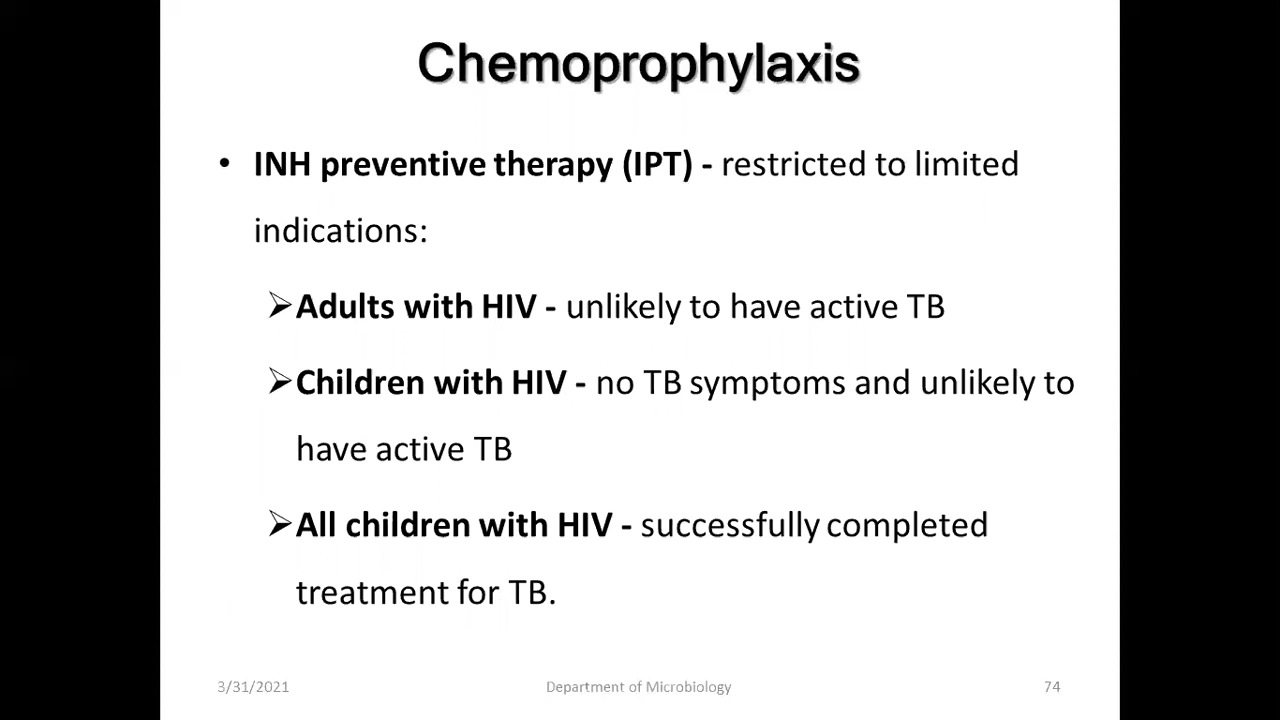 Chemoprophylaxis
• INH preventive therapy (IPT) - restricted to limited
indications:
➢Adults with HIV - unlikely to have active TB
➢Children with HIV - no TB symptoms and unlikely to
have active TB
➢All children with HIV - successfully completed
treatment for TB.
3/31/2021 Department of Microbiology 74